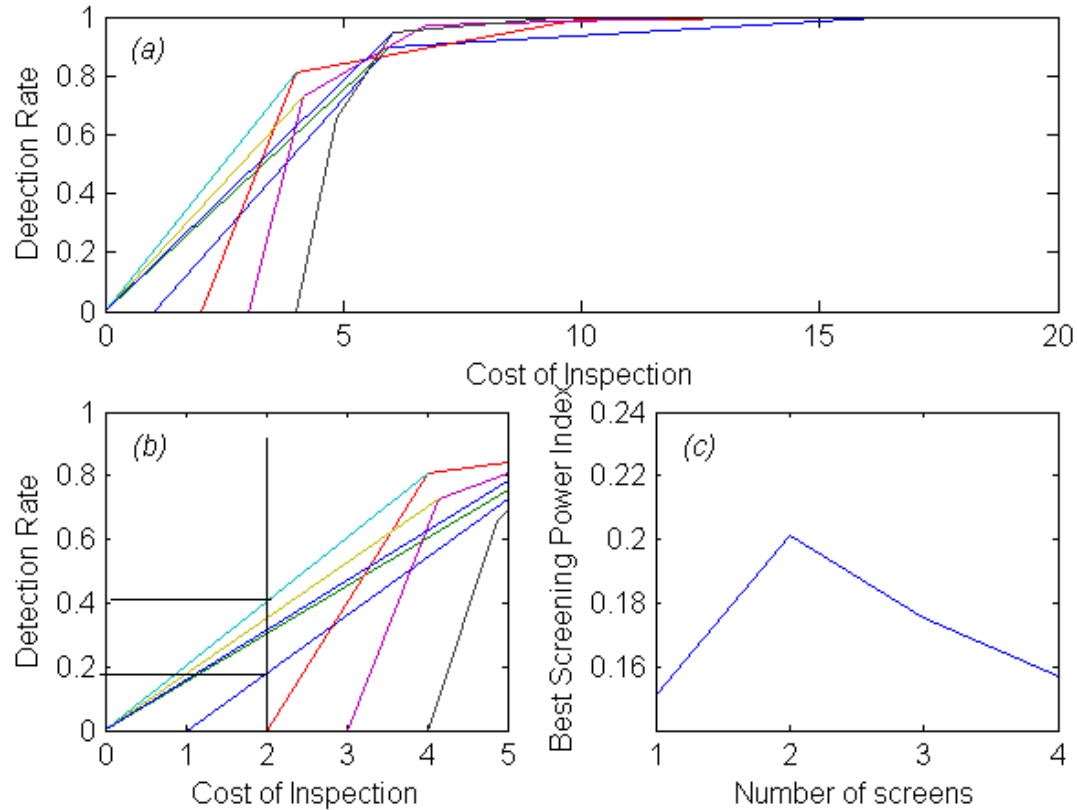 (a)
Detection Rate
1
0.8
0.6
0.4
0.2
0
0 5 10 15 20
Cost of Inspection
(b)
Detection Rate
1
0.8
0.6
0.4
0.2
0
0 1 2 3 4 5
Cost of Inspection
(c)
Best Screening Power Index
0.24
0.22
0.2
0.18
0.16
1 2 3 4
Number of screens